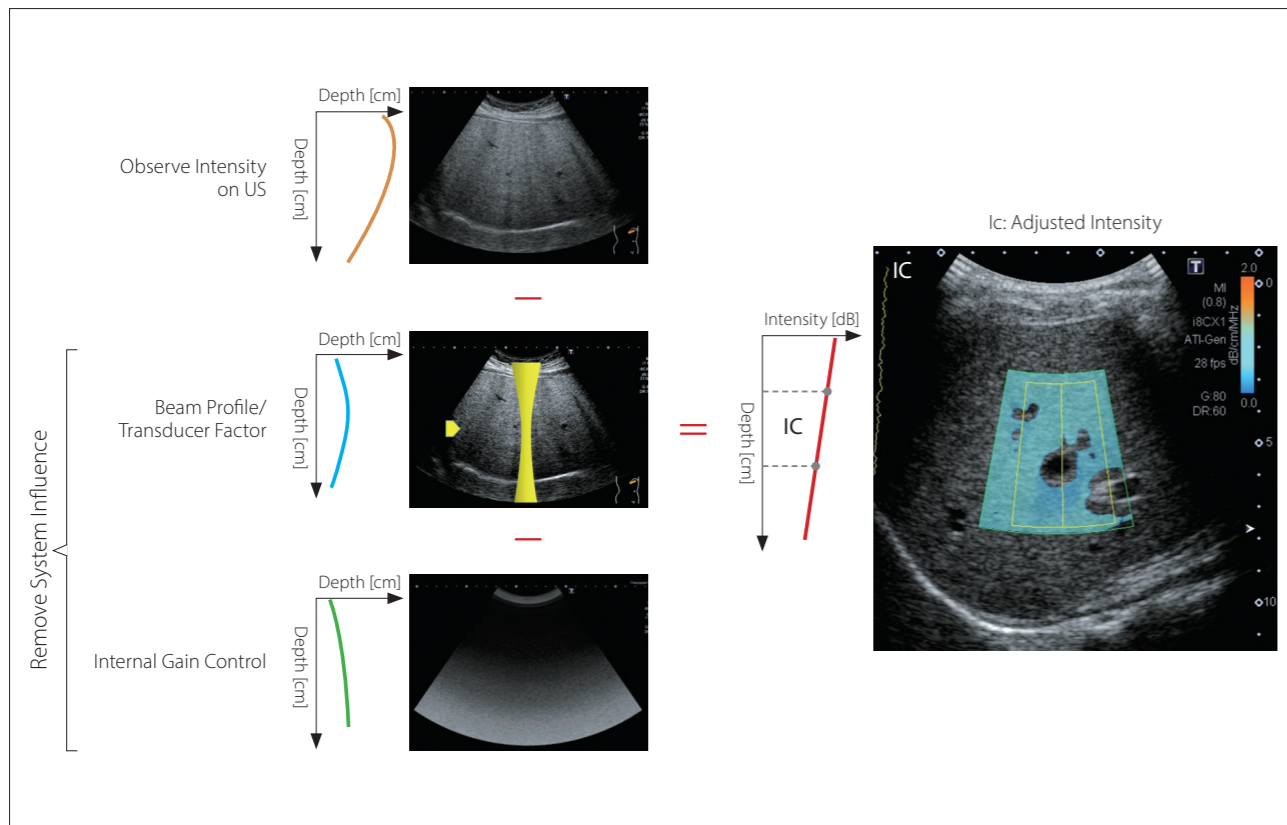 Depth [cm]
Depth [cm]
Observe Intensity
on US
T
Remove System Influence
Depth [cm]
Depth [cm]
Beam Profile/
Transducer Factor
T
Depth [cm]
Depth [cm]
Internal Gain Control
T
Intensity [dB]
Depth [cm]
IC
Ic: Adjusted Intensity
IC
T
2.0
0
MI
(0.8)
i8CX1
ATI-Gen
28 fps
dB/cm/MHz
G:80
DR:60
0.0
5
10